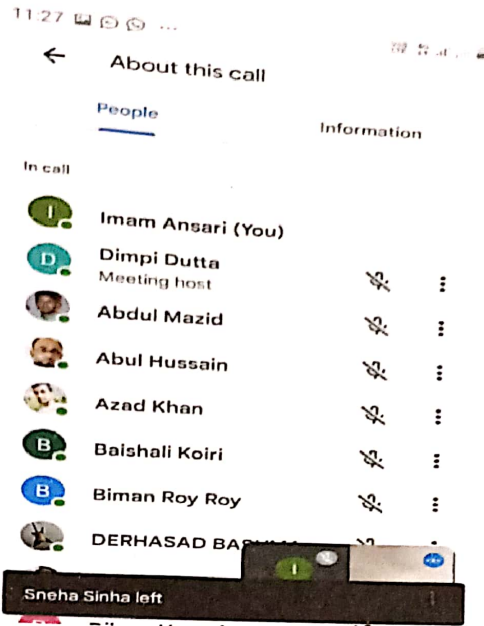 11:27
About this call
People
Information
In call
I
Imam Ansari (You)
D
Dimpi Dutta
Meeting host
Abdul Mazid
Abul Hussain
Azad Khan
B
Baishali Koiri
B
Biman Roy Roy
DERHASAD
I
Sneha Sinha left